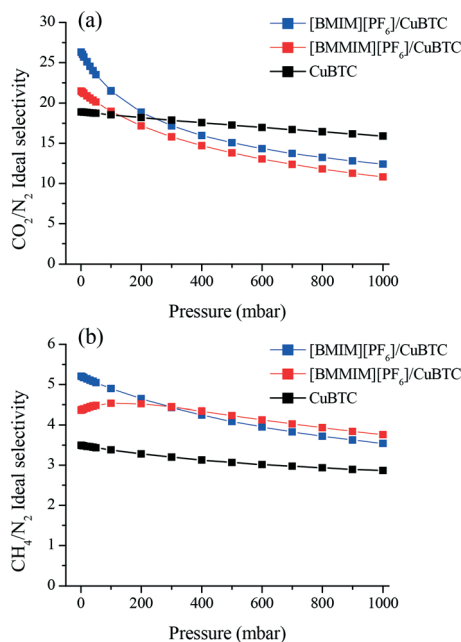 (a)
[BMIM][PF6]/CuBTC
[BMMIM][PF6]/CuBTC
CuBTC
CO2/N2 Ideal selectivity
30
25
20
15
10
5
0
0 200 400 600 800 1000
Pressure (mbar)
(b)
[BMIM][PF6]/CuBTC
[BMMIM][PF6]/CuBTC
CuBTC
CH4/N2 Ideal selectivity
7
6
5
4
3
2
1
0
0 200 400 600 800 1000
Pressure (mbar)